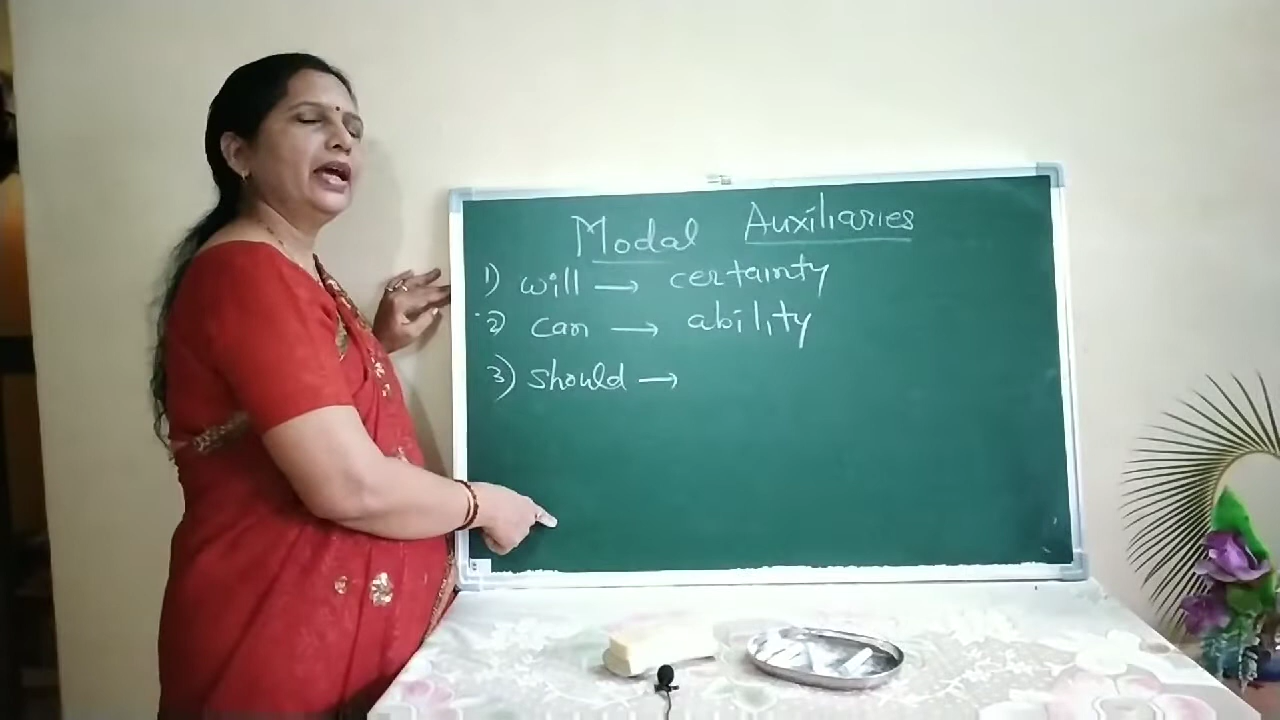 Modal Auxiliaries
1) will → certainty
2) can → ability
3) should →